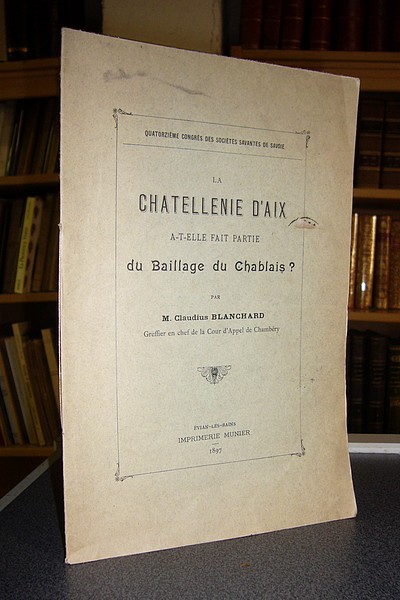 QUATORZIÈME CONGRÈS DES SOCIÉTÉS SAVANTES DE SAVOIE
LA
CHATELLENIE D'AIX
A-T-ELLE FAIT PARTIE
du Baillage du Chablais ?
PAR
M. Claudius BLANCHARD
Greffier en chef de la Cour d'Appel de Chambéry
ÉVIAN-LES-BAINS
IMPRIMERIE MUNIER
1897